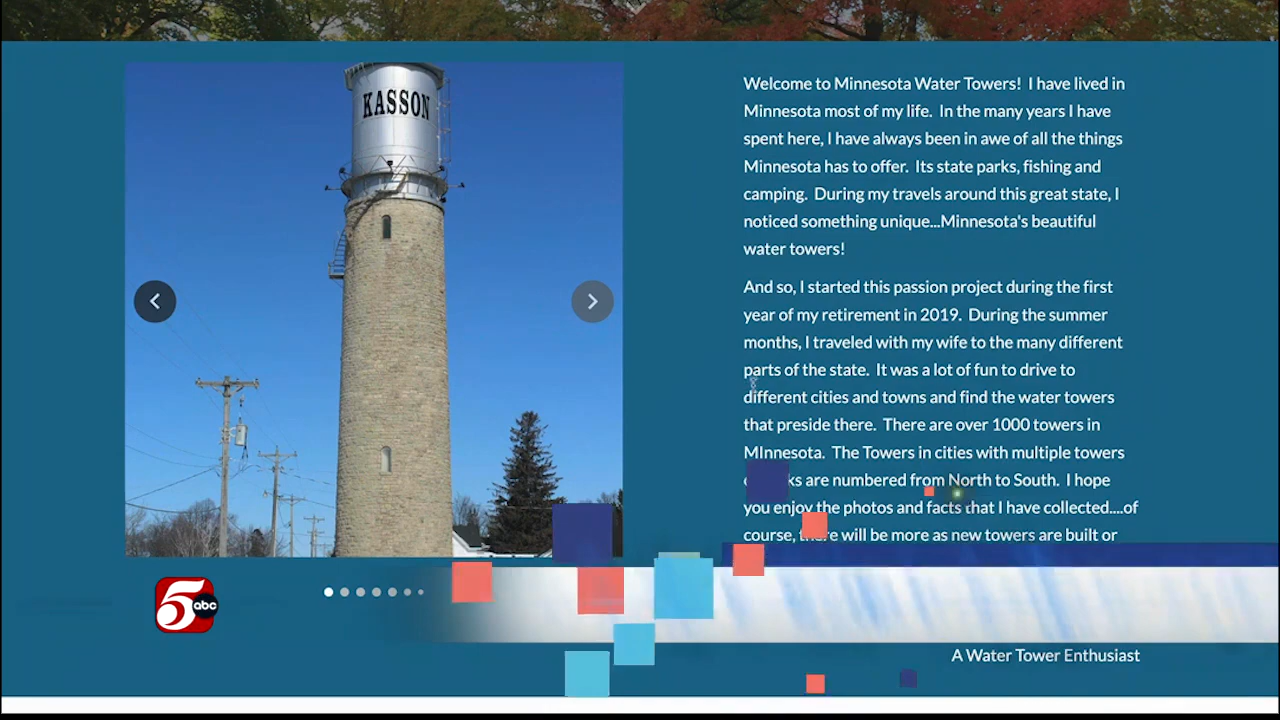 KASSON
Welcome to Minnesota Water Towers! I have lived in
Minnesota most of my life. In the many years I have
spent here, I have always been in awe of all the things
Minnesota has to offer. Its state parks, fishing and
camping. During my travels around this great state, I
noticed something unique...Minnesota's beautiful
water towers!
And so, I started this passion project during the first
year of my retirement in 2019. During the summer
months, I traveled with my wife to the many different
parts of the state. It was a lot of fun to drive to
different cities and towns and find the water towers
that preside there. There are over 1000 towers in
MInnesota. The Towers in cities with multiple towers
are numbered from North to South. I hope
you enjoy the photos and facts that I have collected....of
course, there will be more as new towers are built or
5 abc
A Water Tower Enthusiast